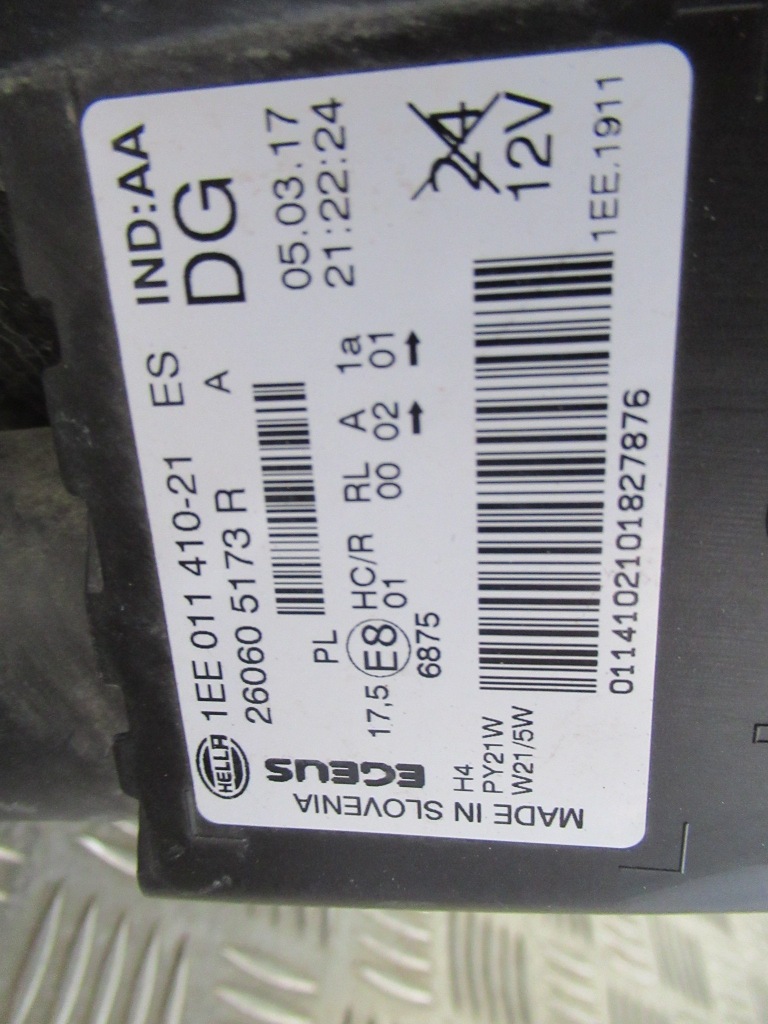 HELLA 1EE 011 410-21 ES IND:AA
26060 5173 R A DG
PL
05.03.17
21:22:24
17,5 E8 HC/R RL A 1a
01 00 02 01
6875
24
12V
EGEUS
MADE IN SLOVENIA
H4
PY21W
W21/5W
1EE.1911
011410210182​7876